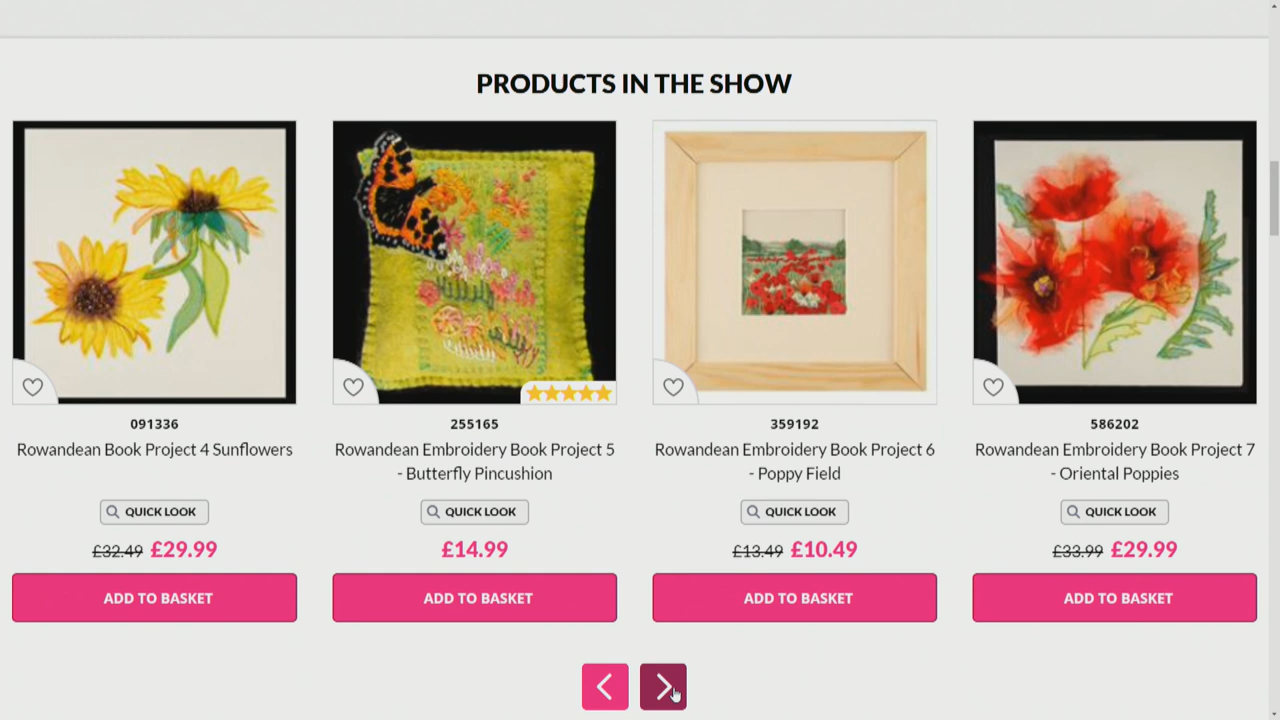 PRODUCTS IN THE SHOW
091336
Rowandean Book Project 4 Sunflowers
QUICK LOOK
£32.49 £29.99
ADD TO BASKET
255165
Rowandean Embroidery Book Project 5
- Butterfly Pincushion
QUICK LOOK
£14.99
ADD TO BASKET
359192
Rowandean Embroidery Book Project 6
- Poppy Field
QUICK LOOK
£13.49 £10.49
ADD TO BASKET
586202
Rowandean Embroidery Book Project 7
- Oriental Poppies
QUICK LOOK
£33.99 £29.99
ADD TO BASKET